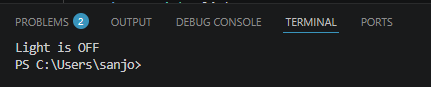 PROBLEMS 2 OUTPUT DEBUG CONSOLE TERMINAL PORTS
Light is OFF
PS C:\Users\sanjo>